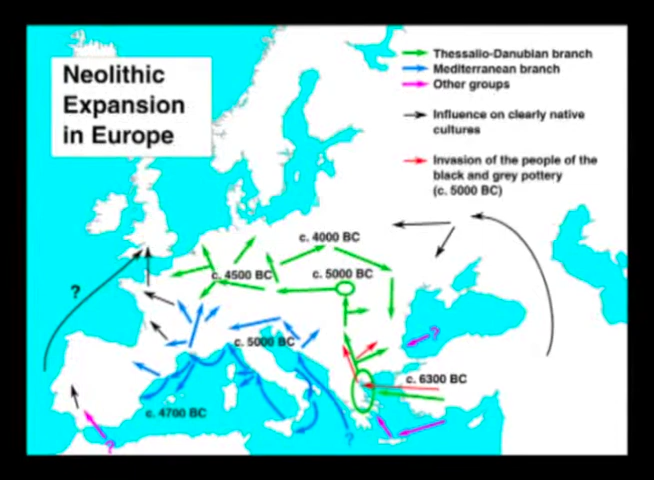 Neolithic
Expansion
in Europe
Thessalio-Danubian branch
Mediterranean branch
Other groups
Influence on clearly native
cultures
Invasion of the people of the
black and grey pottery
(c. 5000 BC)
c. 4000 BC
c. 4500 BC
c. 5000 BC
?
?
c. 5000 BC
c. 6300 BC
c. 4700 BC
?
?